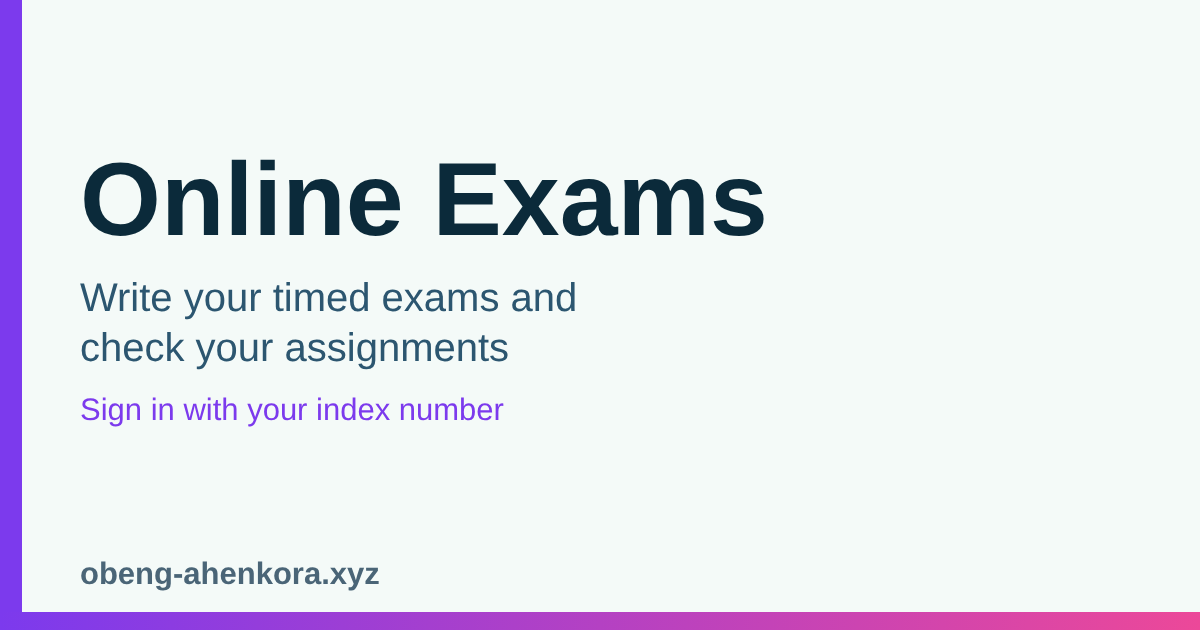 Online Exams
Write your timed exams and
check your assignments
Sign in with your index number
obeng-ahenkora.xyz